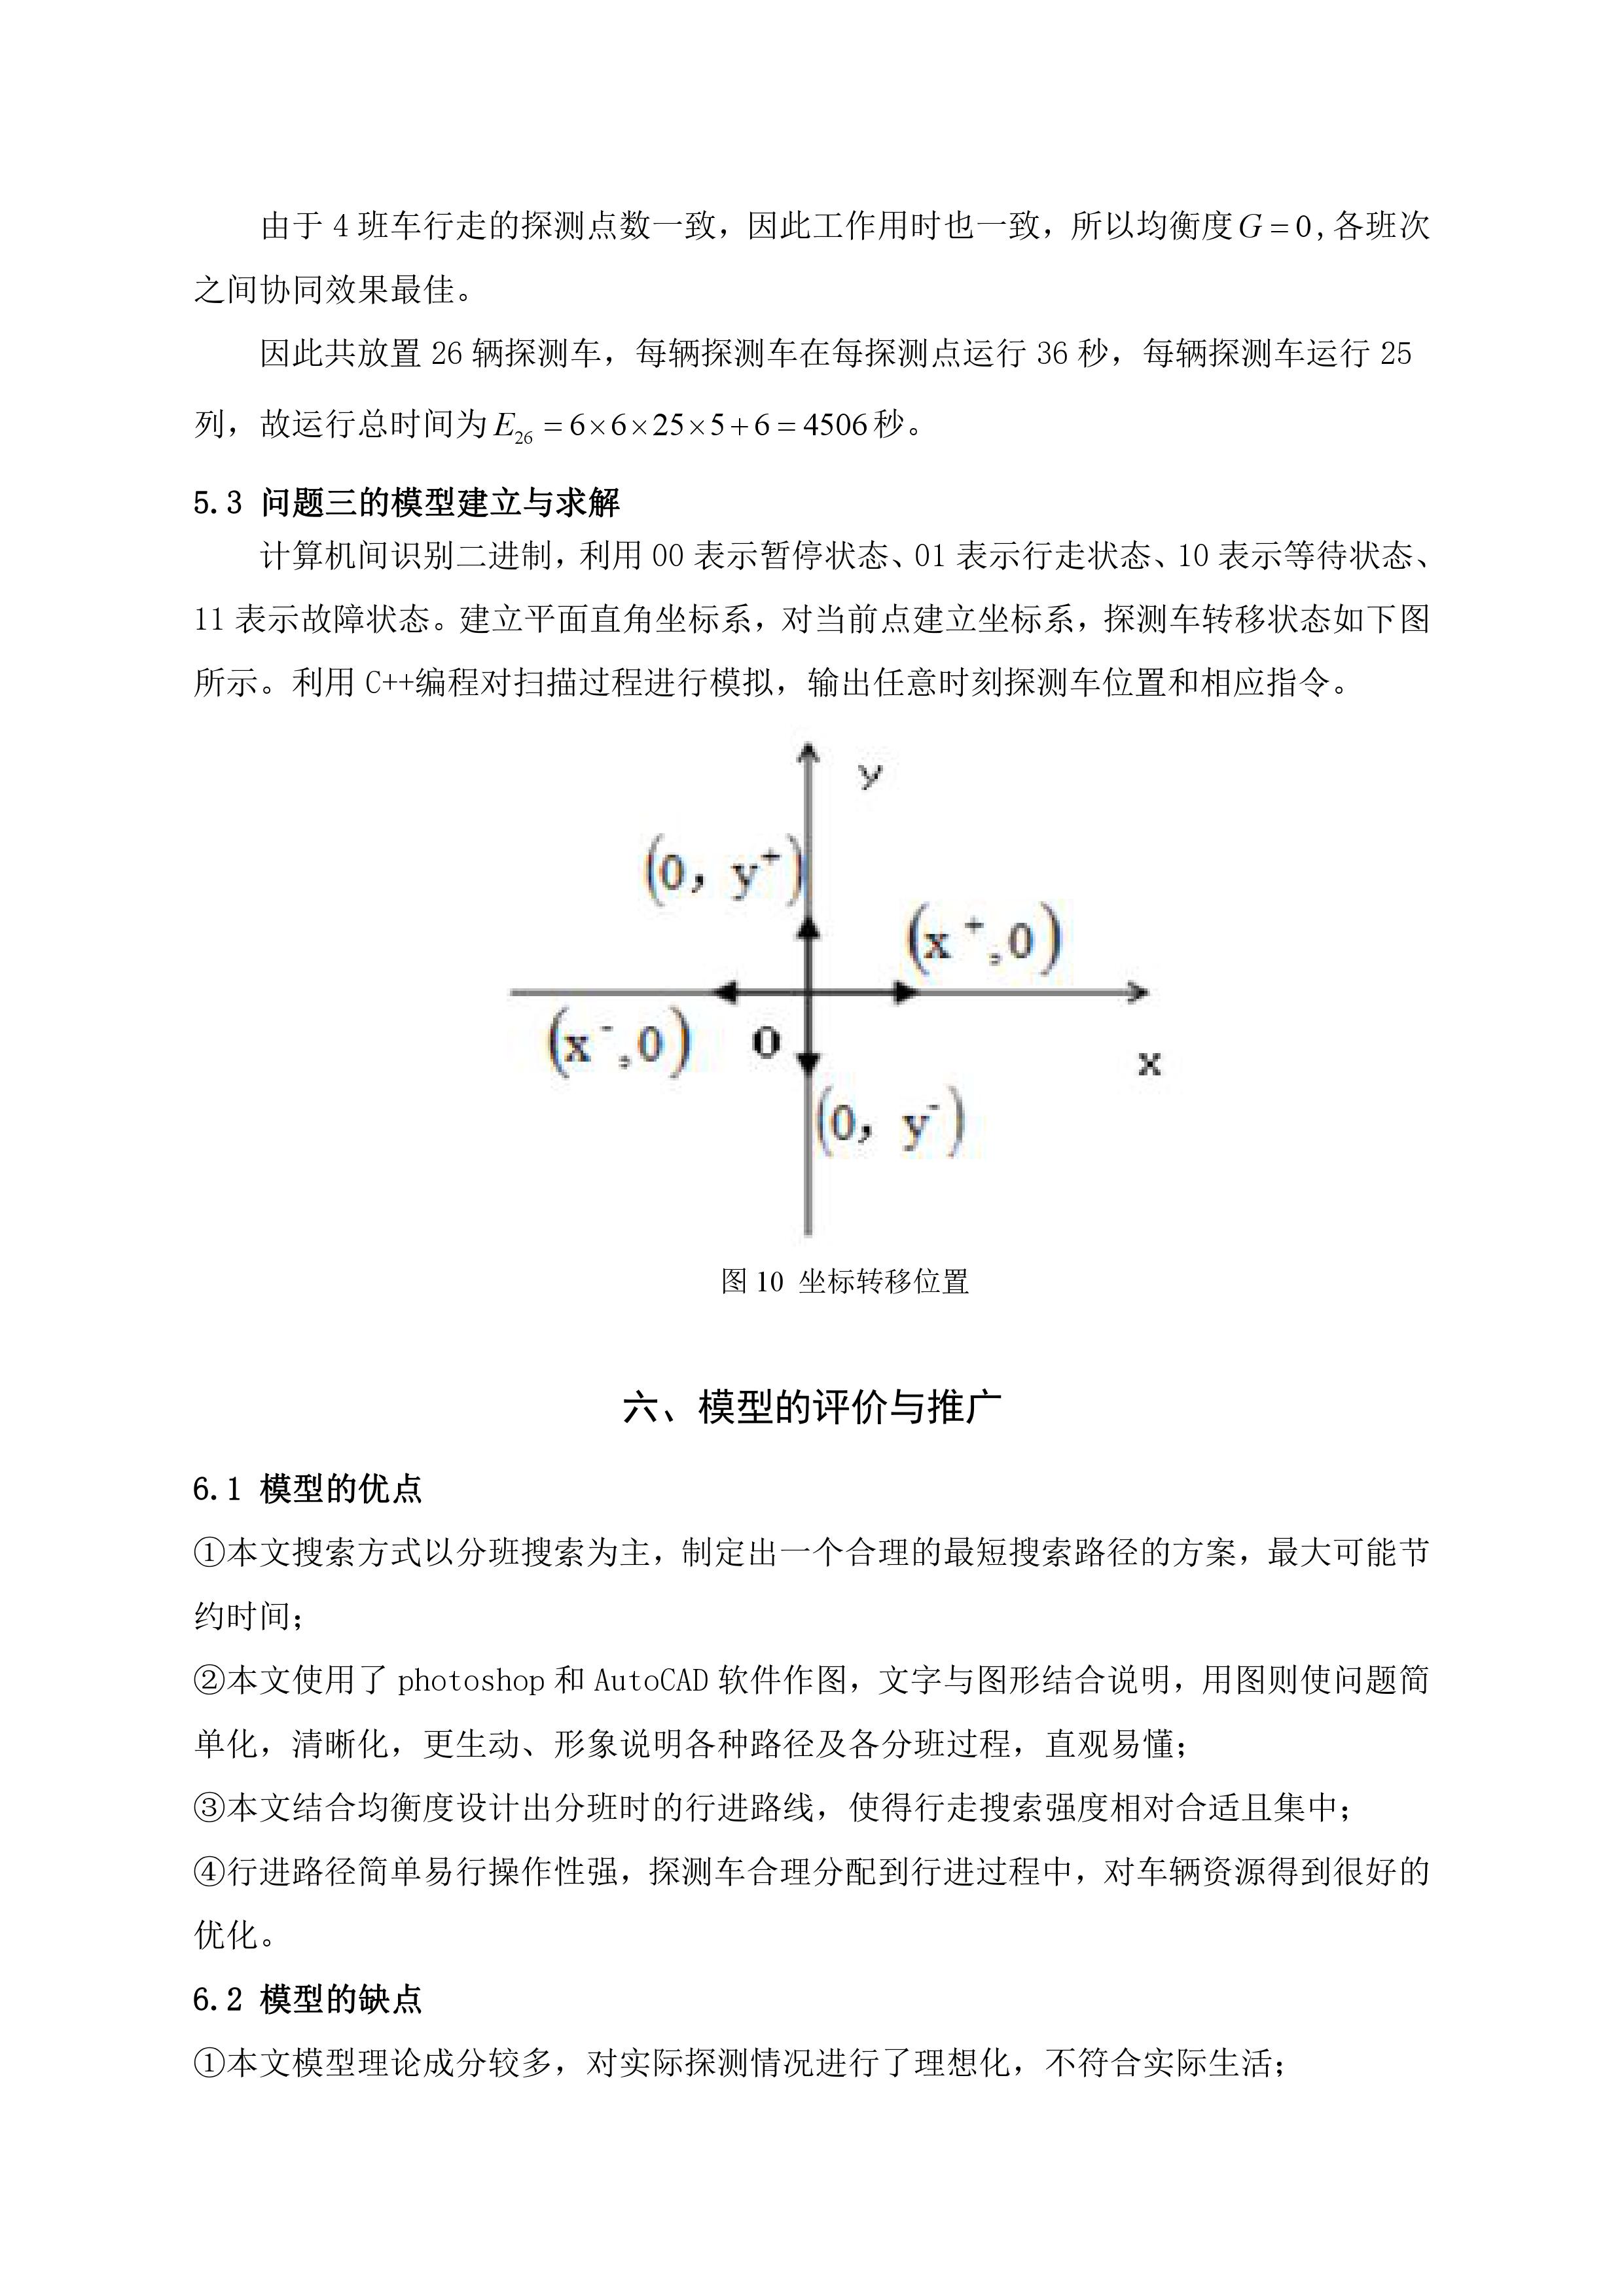 由于 4 班车行走的探测点数一致，因此工作用时也一致，所以均衡度 G = 0 , 各班次
之间协同效果最佳。
因此共放置 26 辆探测车，每辆探测车在每探测点运行 36 秒，每辆探测车运行 25
列，故运行总时间为 E₂₆ = 6×6×25×5+6 = 4506 秒。
5.3 问题三的模型建立与求解
计算机间识别二进制，利用 00 表示暂停状态、01 表示行走状态、10 表示等待状态、
11 表示故障状态。建立平面直角坐标系，对当前点建立坐标系，探测车转移状态如下图
所示。利用 C++编程对扫描过程进行模拟，输出任意时刻探测车位置和相应指令。
y
(0，y⁺)
(x⁺,0)
(x⁻,0)
0
x
(0，y⁻)
图 10 坐标转移位置
六、模型的评价与推广
6.1 模型的优点
①本文搜索方式以分班搜索为主，制定出一个合理的最短搜索路径的方案，最大可能节
约时间；
②本文使用了 photoshop 和 AutoCAD 软件作图，文字与图形结合说明，用图则使问题简
单化，清晰化，更生动、形象说明各种路径及各分班过程，直观易懂；
③本文结合均衡度设计出分班时的行进路线，使得行走搜索强度相对合适且集中；
④行进路径简单易行操作性强，探测车合理分配到行进过程中，对车辆资源得到很好的
优化。
6.2 模型的缺点
①本文模型理论成分较多，对实际探测情况进行了理想化，不符合实际生活；